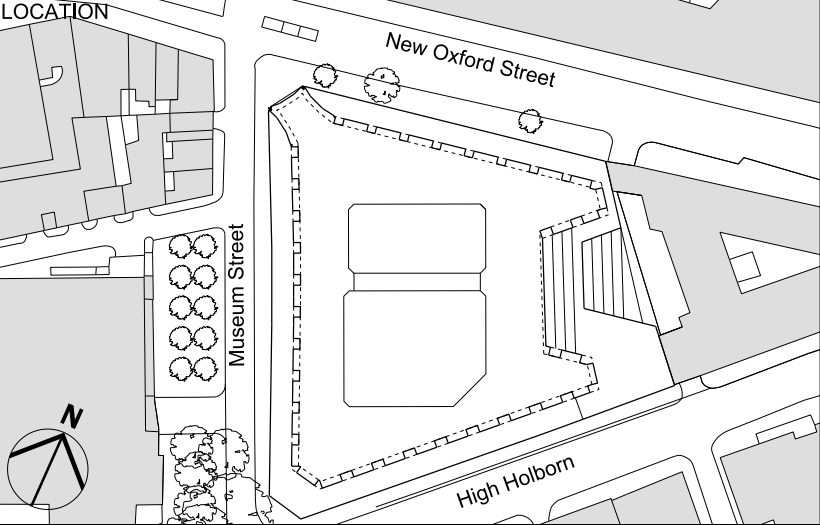 LOCATION
New Oxford Street
Museum Street
High Holborn
N